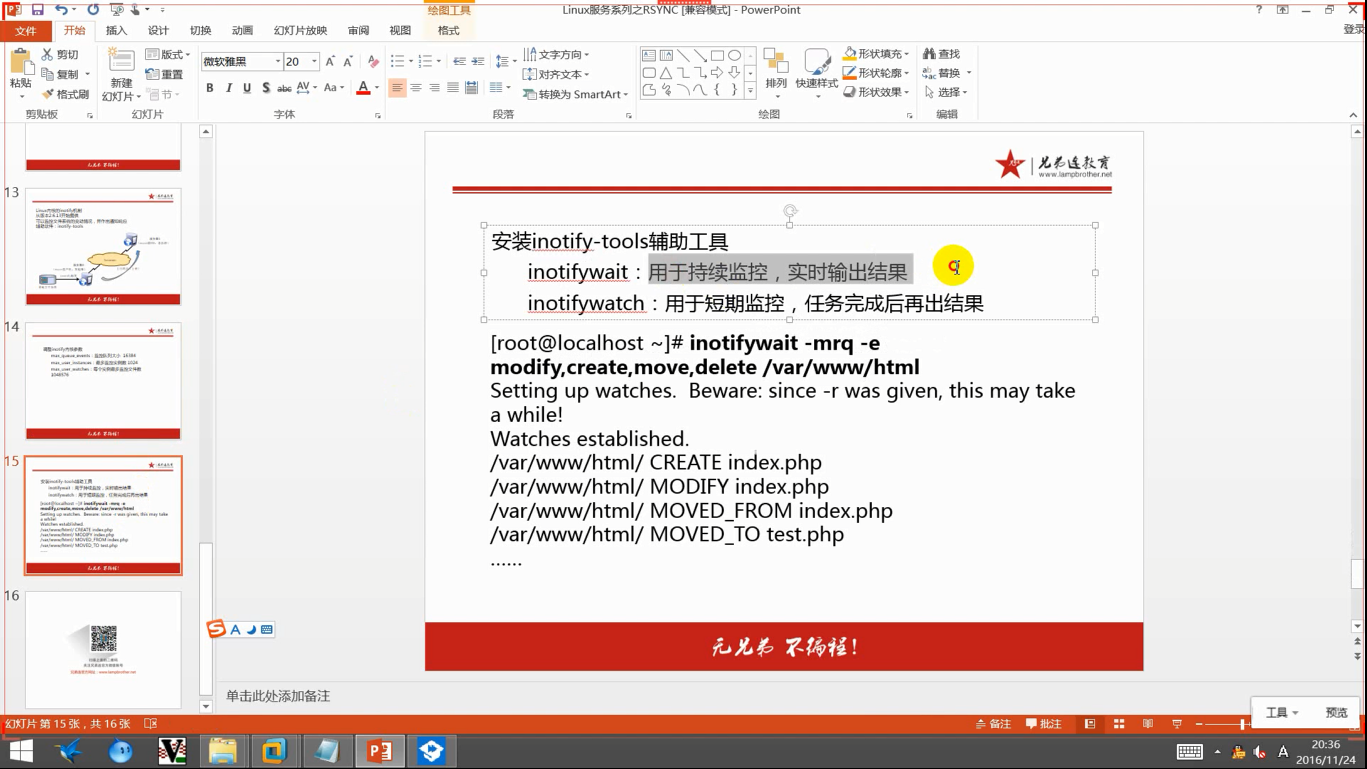 绘图工具
Linux服务系列之RSYNC [兼容模式] - PowerPoint
文件 开始 插入 设计 切换 动画 幻灯片放映 审阅 视图 格式 登录
粘贴 剪切 复制 格式刷 剪贴板
新建幻灯片 版式 重置 节 幻灯片
微软雅黑 20 字体
文字方向 对齐文本 转换为 SmartArt 段落
排列 快速样式 形状填充 形状轮廓 形状效果 绘图
查找 替换 选择 编辑
13
14
15
16
兄弟连教育
www.lampbrother.net
安装inotify-tools辅助工具
inotifywait：用于持续监控，实时输出结果
inotifywatch：用于短期监控，任务完成后再出结果
[root@localhost ~]# inotifywait -mrq -e
modify,create,move,delete /var/www/html
Setting up watches.  Beware: since -r was given, this may take
a while!
Watches established.
/var/www/html/ CREATE index.php
/var/www/html/ MODIFY index.php
/var/www/html/ MOVED_FROM index.php
/var/www/html/ MOVED_TO test.php
......
无兄弟 不编程！
单击此处添加备注
幻灯片 第 15 张，共 16 张
备注 批注
工具 预览
20:36
2016/11/24